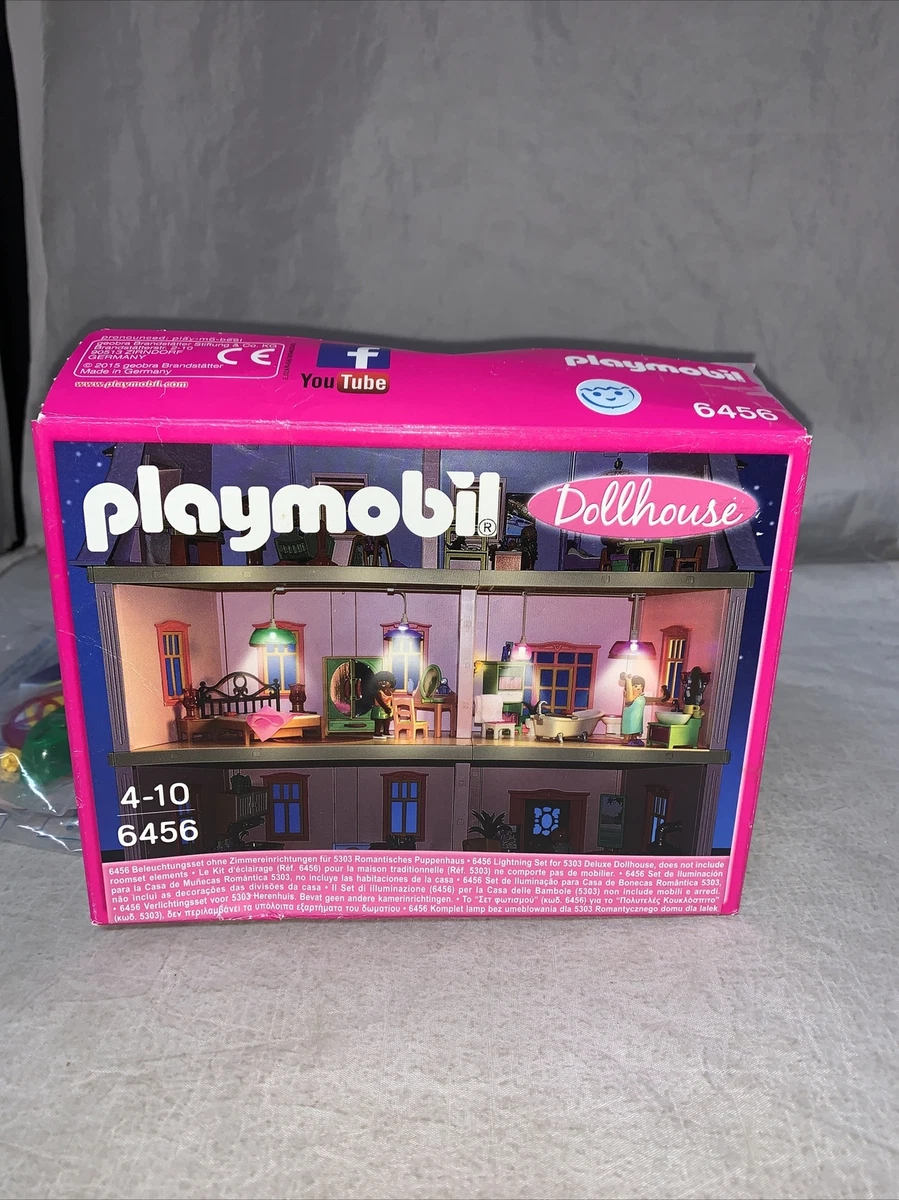 pronounced: play-mo-beel
geobra Brandstätter Stiftung & Co. KG
Brandstätterstr. 2-10
90513 ZIRNDORF
GERMANY
CE
© 2015 geobra Brandstätter
Made in Germany
www.playmobil.com
f
YouTube
playmobil
6456
playmobil®
Dollhouse
4-10
6456
6456 Beleuchtungsset ohne Zimmereinrichtungen für 5303 Romantisches Puppenhaus • 6456 Lightning Set for 5303 Deluxe Dollhouse, does not include
roomset elements • Le Kit d'éclairage (Réf. 6456) pour la maison traditionnelle (Réf. 5303) ne comporte pas de mobilier. • 6456 Set de Iluminación
para la Casa de Muñecas Romántica 5303, no incluye las habitaciones de la casa • 6456 Set de Iluminação para Casa de Bonecas Romântica 5303,
não inclui as decorações das divisões da casa • Il Set di illuminazione (6456) per la Casa delle Bambole (5303) non include mobili e arredi.
• 6456 Verlichtingsset voor 5303 Herenhuis. Bevat geen andere kamerinrichtingen. • Το "Σετ φωτισμού" (κωδ. 6456) για το "Πολυτελές Κουκλόσπιτο"
(κωδ. 5303), δεν περιλαμβάνει τα υπόλοιπα εξαρτήματα του δωματίου • 6456 Komplet lamp bez umeblowania dla 5303 Romantycznego domu dla lalek